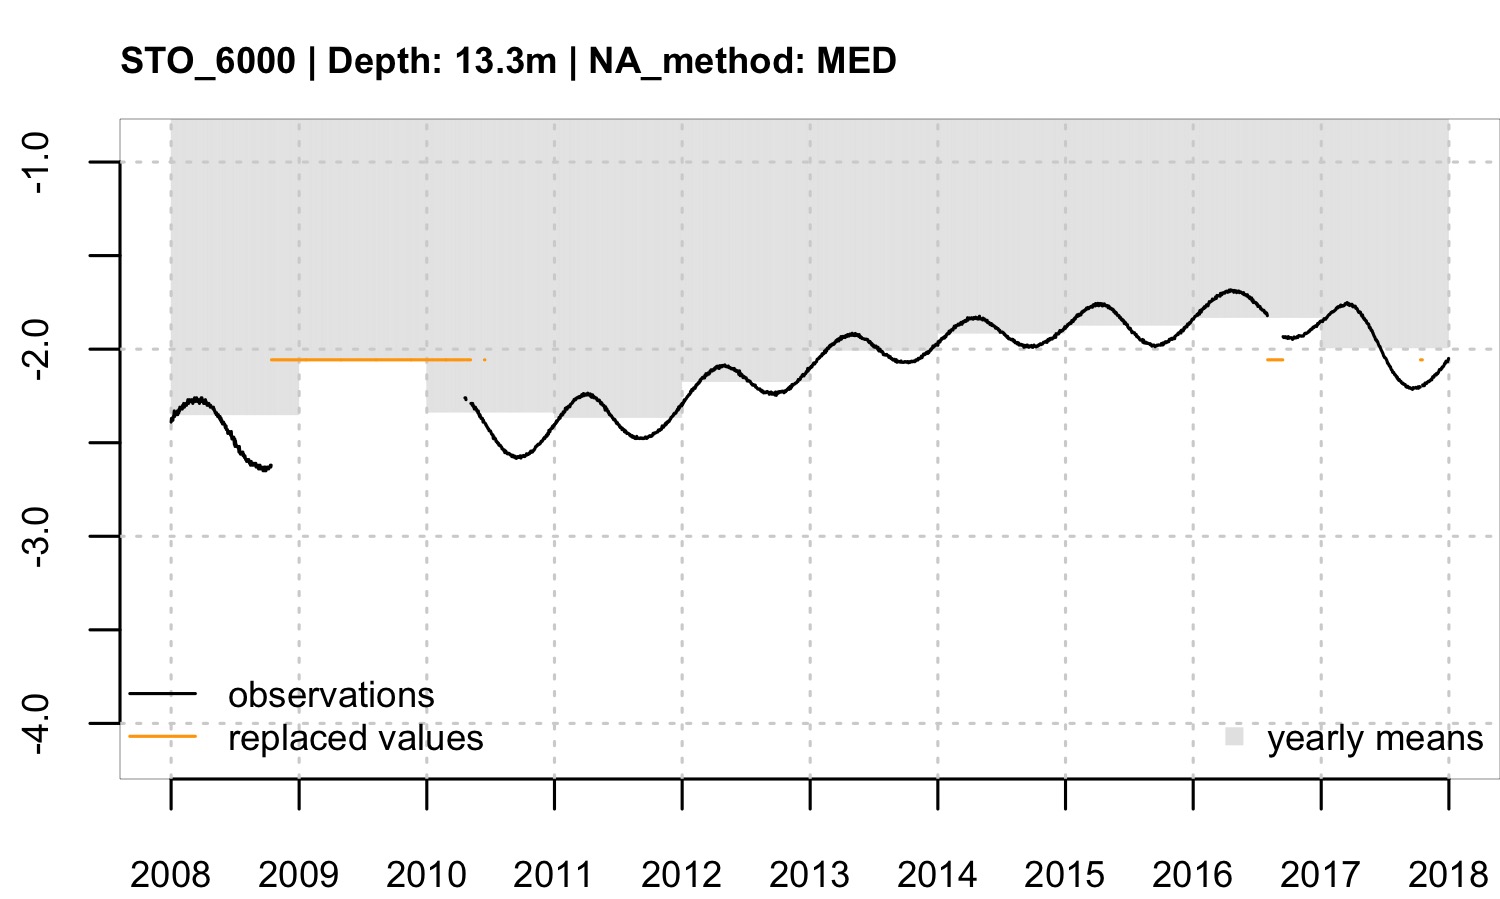 STO_6000 | Depth: 13.3m | NA_method: MED
-1.0
-2.0
-3.0
-4.0
observations
replaced values
yearly means
2008 2009 2010 2011 2012 2013 2014 2015 2016 2017 2018